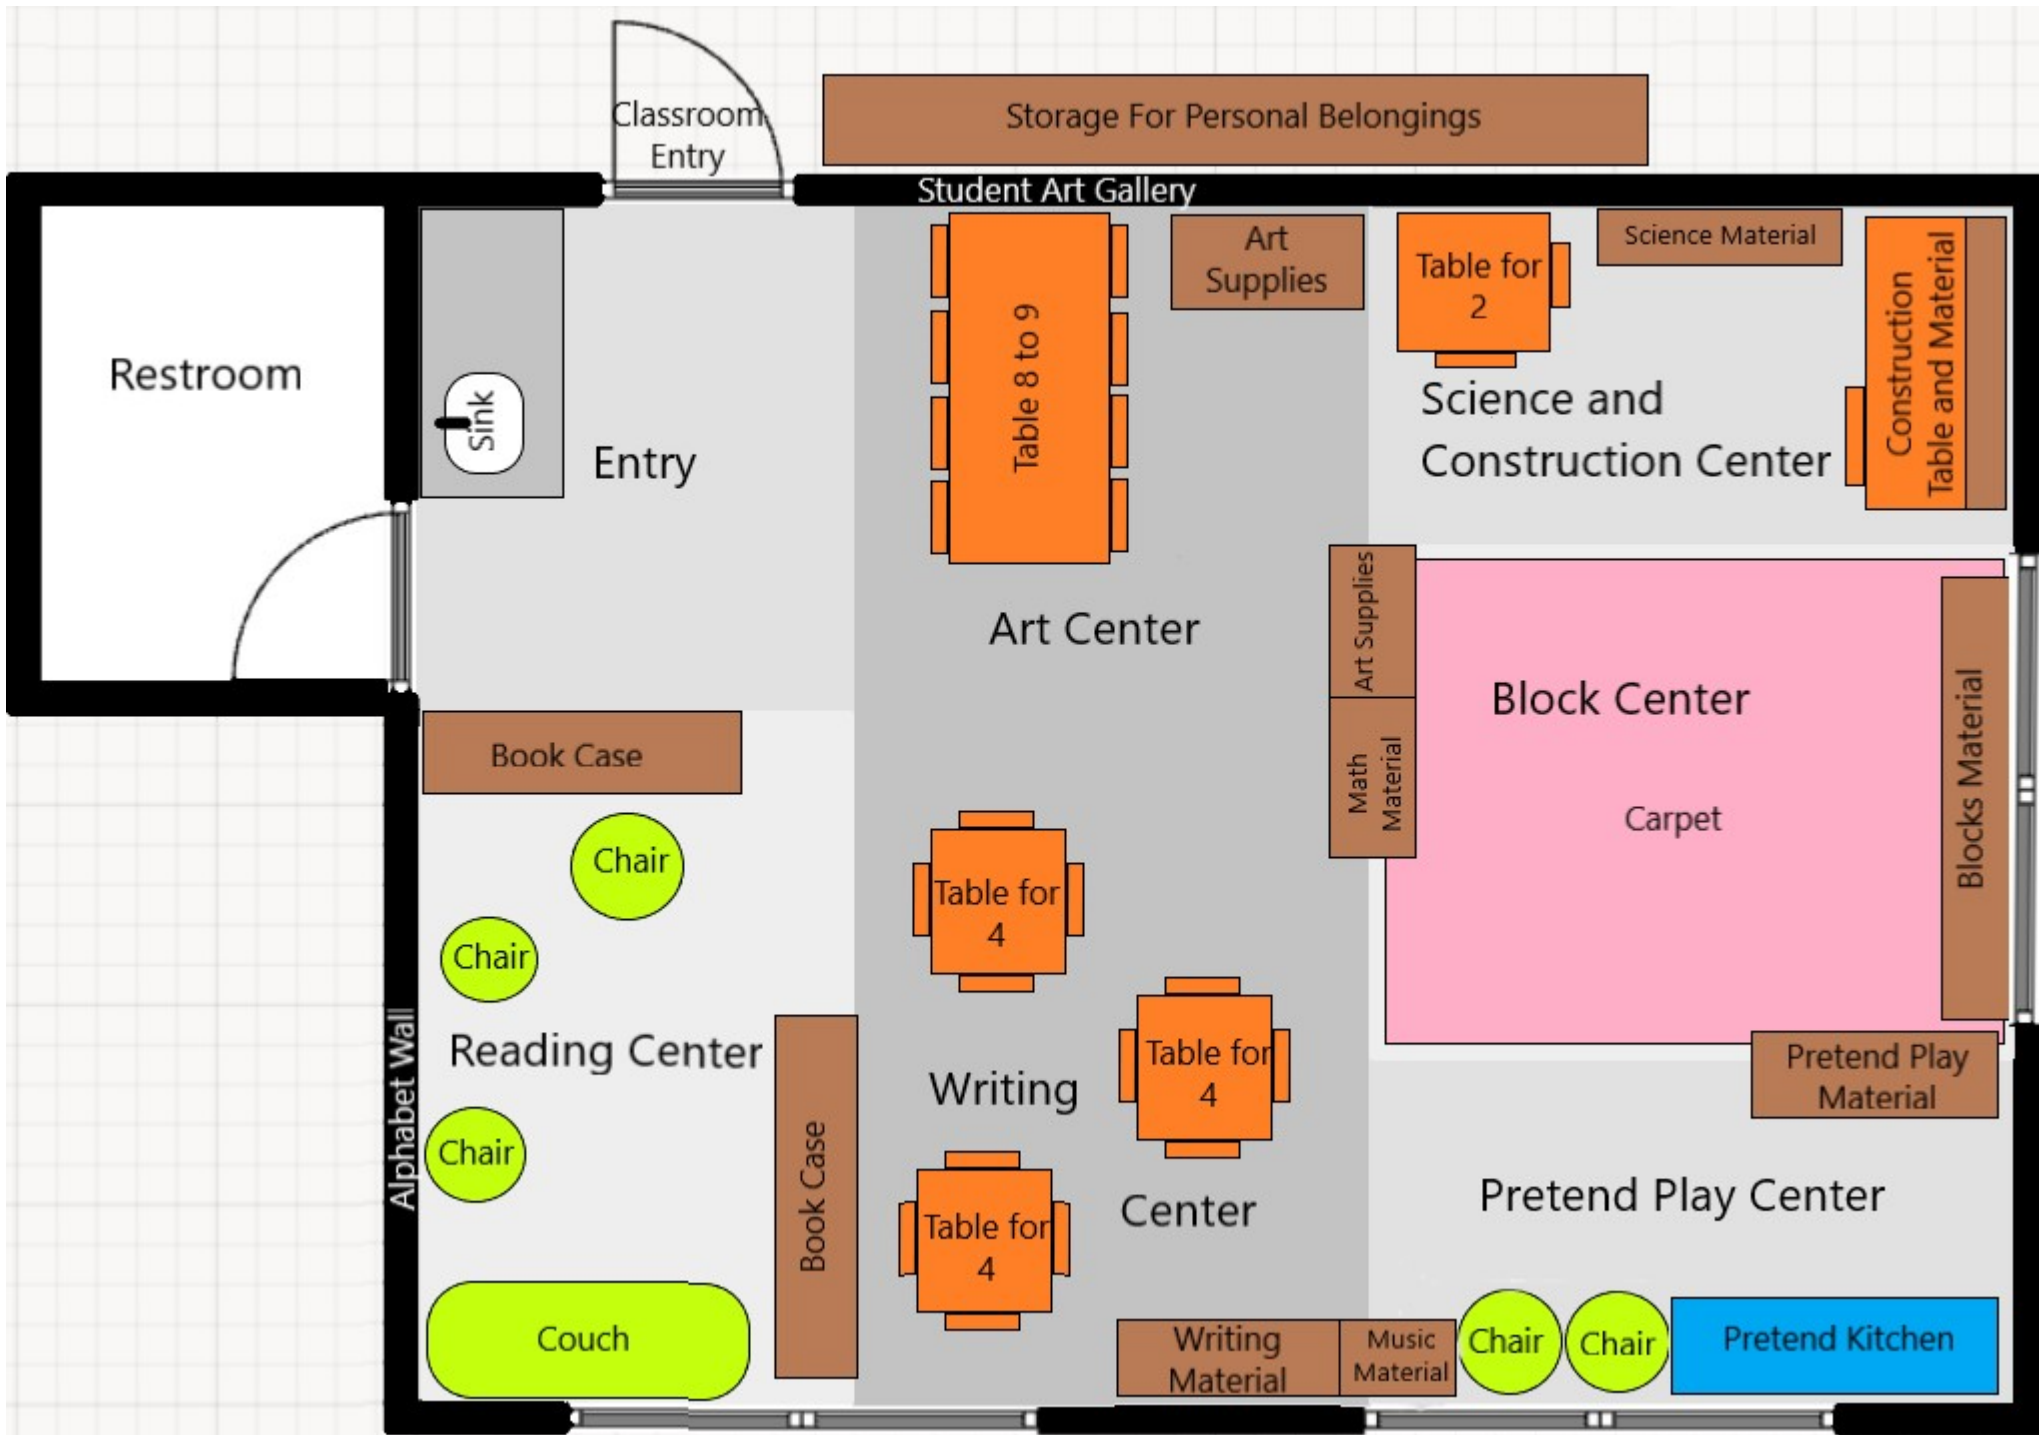 Classroom
Entry
Storage For Personal Belongings
Student Art Gallery
Restroom
Sink
Entry
Table 8 to 9
Art
Supplies
Table for
2
Science Material
Construction
Table and Material
Science and
Construction Center
Art Center
Art Supplies
Math
Material
Block Center
Carpet
Blocks Material
Book Case
Chair
Chair
Reading Center
Chair
Alphabet Wall
Book Case
Couch
Table for
4
Table for
4
Writing
Center
Table for
4
Writing
Material
Music
Material
Pretend Play
Material
Pretend Play Center
Chair
Chair
Pretend Kitchen